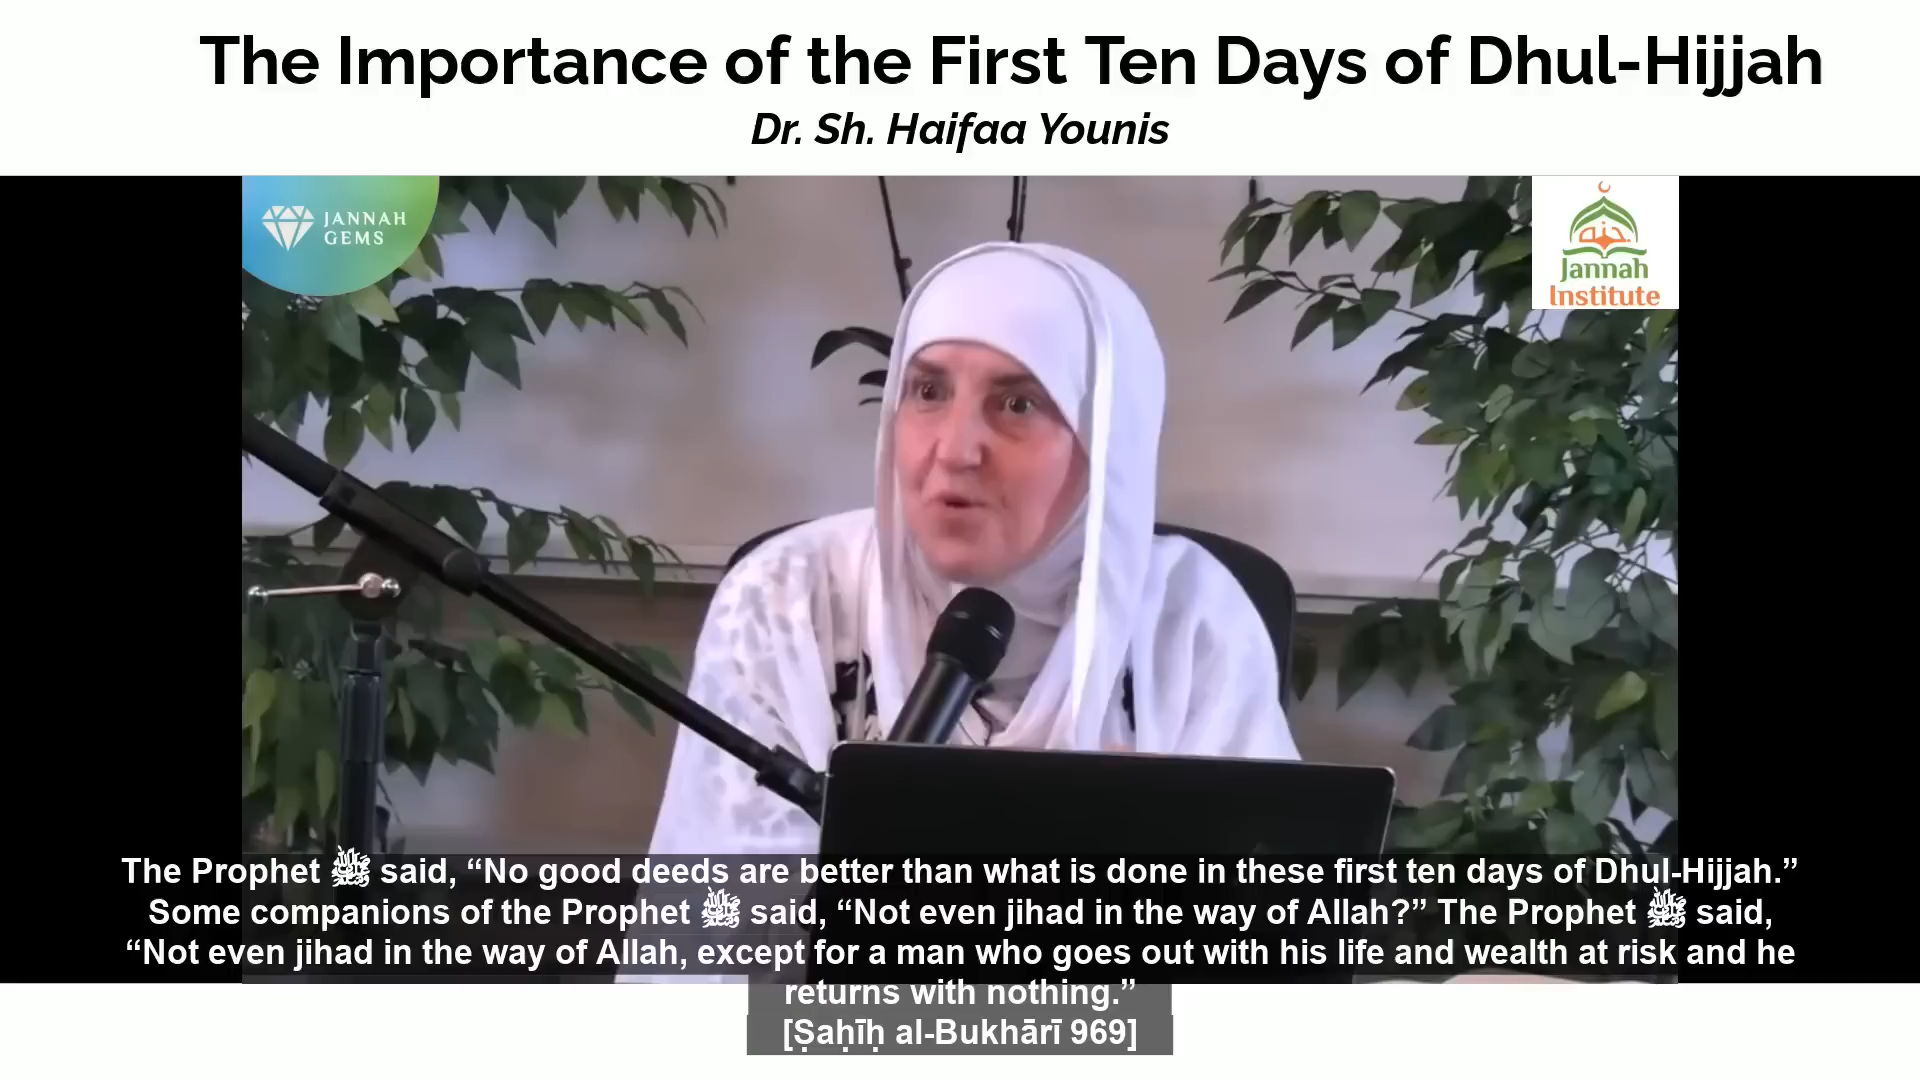 The Importance of the First Ten Days of Dhul-Hijjah
Dr. Sh. Haifaa Younis
JANNAH
GEMS
جنة
Jannah
Institute
The Prophet ﷺ said, “No good deeds are better than what is done in these first ten days of Dhul-Hijjah.”
Some companions of the Prophet ﷺ said, “Not even jihad in the way of Allah?” The Prophet ﷺ said,
“Not even jihad in the way of Allah, except for a man who goes out with his life and wealth at risk and he
returns with nothing.”
[Ṣaḥīḥ al-Bukhārī 969]